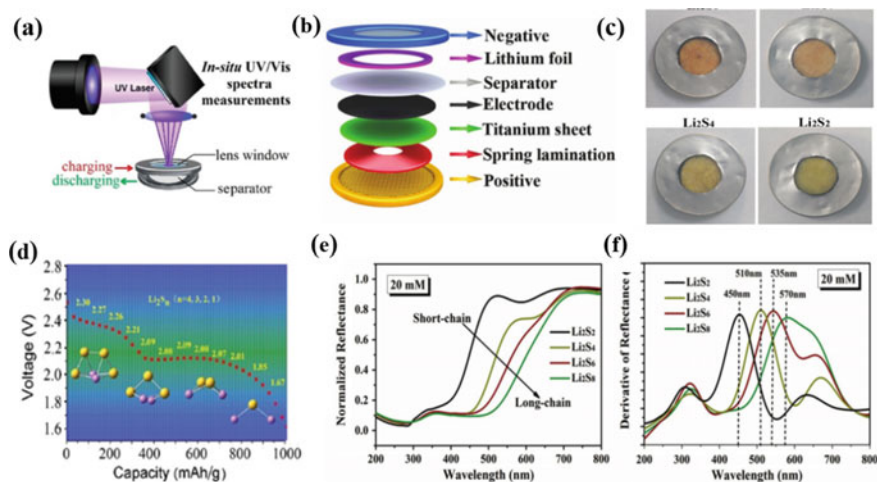 (a)
UV Laser
In-situ UV/Vis
spectra
measurements
lens window
charging
discharging
separator
(b)
Negative
Lithium foil
Separator
Electrode
Titanium sheet
Spring lamination
Positive
(c)
Li2S4
Li2S2
(d)
Voltage (V)
2.8
2.6
2.4
2.2
2.0
1.8
1.6
Li2Sn (n=4, 3, 2, 1)
2.30
2.27
2.26
2.21
2.09
2.08
2.09
2.08
2.07
2.01
1.85
1.67
0
200
400
600
800
1000
Capacity (mAh/g)
(e)
20 mM
Normalized Reflectance
1.0
0.8
0.6
0.4
0.2
0.0
Short-chain
Long-chain
Li2S2
Li2S4
Li2S6
Li2S8
200
300
400
500
600
700
800
Wavelength (nm)
(f)
Derivative of Reflectance (
Li2S2
Li2S4
Li2S6
Li2S8
510nm
535nm
450nm
570nm
20 mM
200
300
400
500
600
700
800
Wavelength (nm)